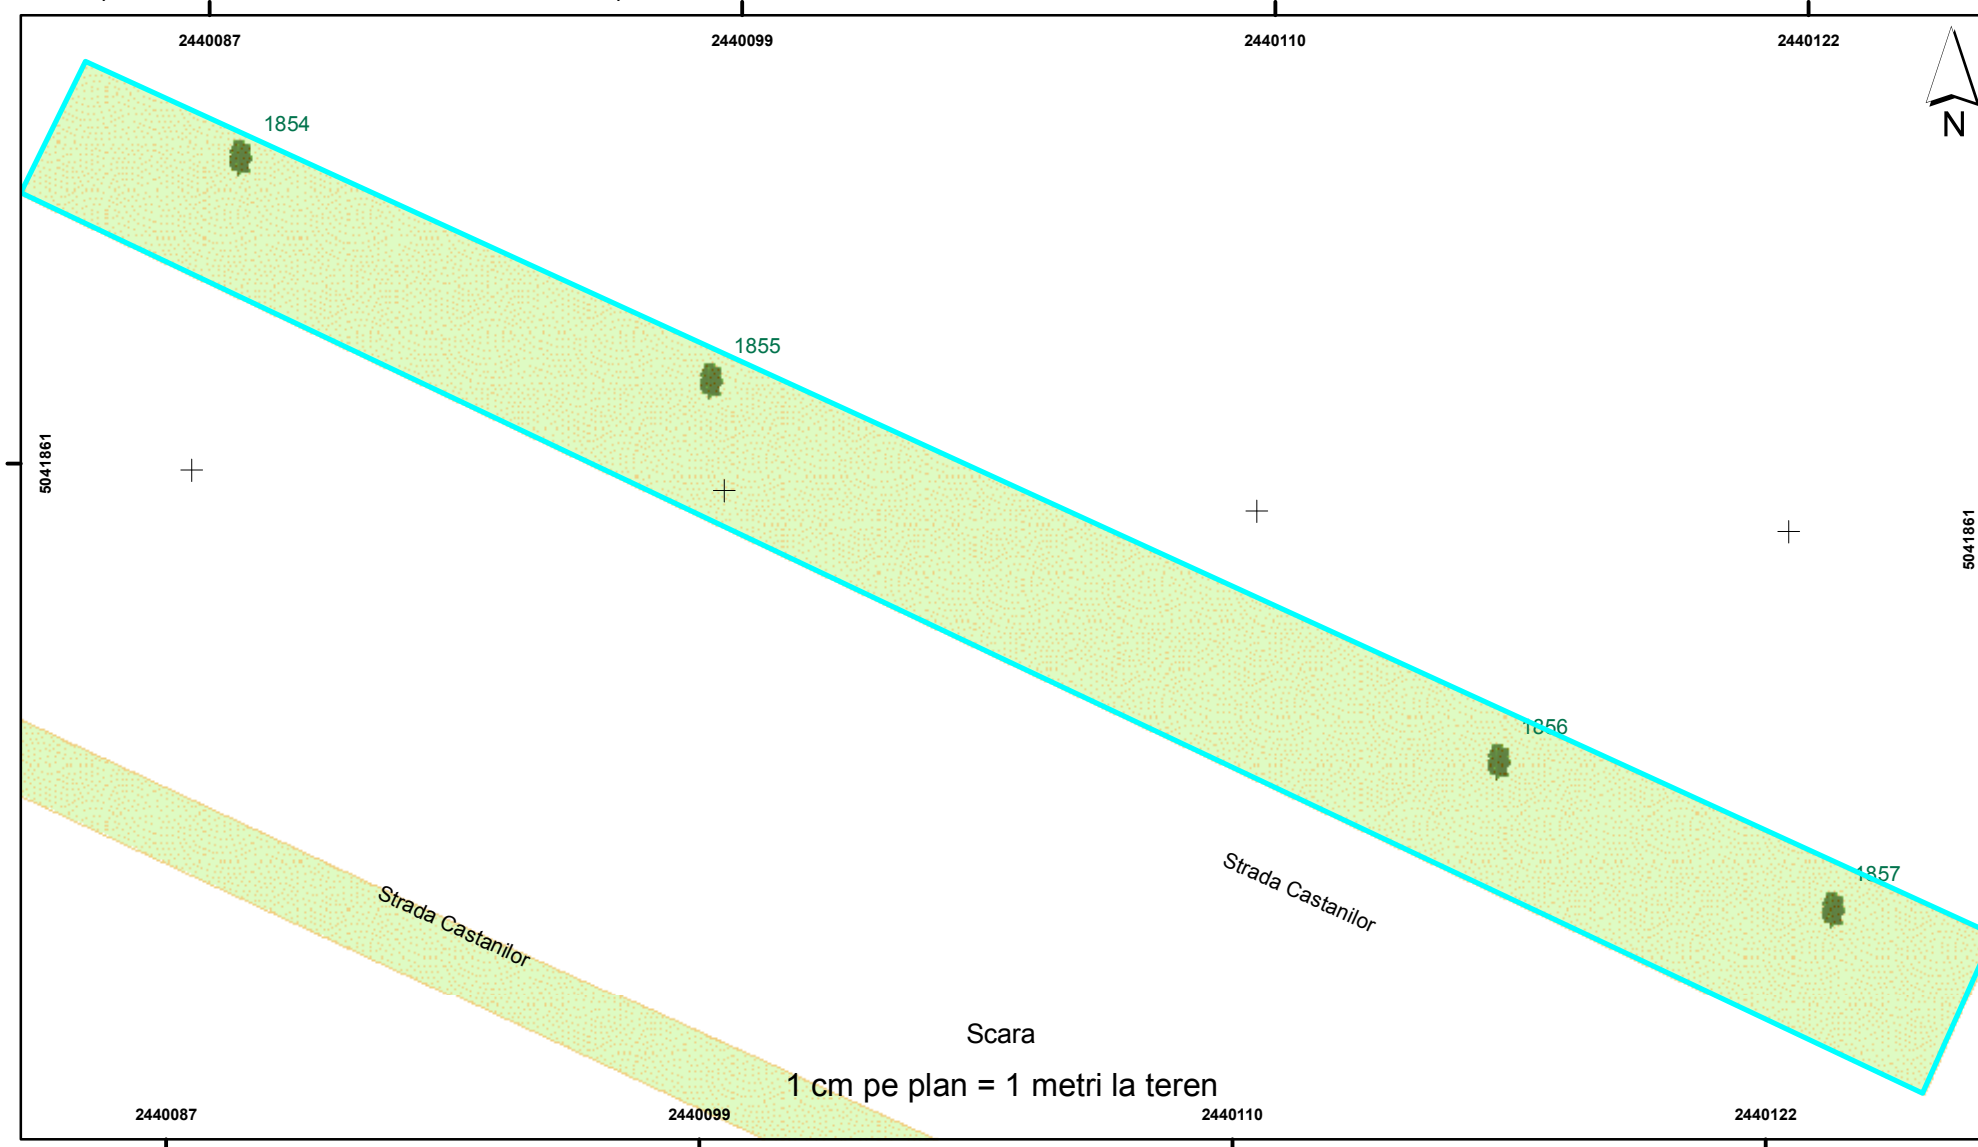 2440087 2440099 2440110 2440122
N
1854
1855
5041861
5041861
1856
1857
Strada Castanilor
Strada Castanilor
Scara
1 cm pe plan = 1 metri la teren
2440087 2440099 2440110 2440122